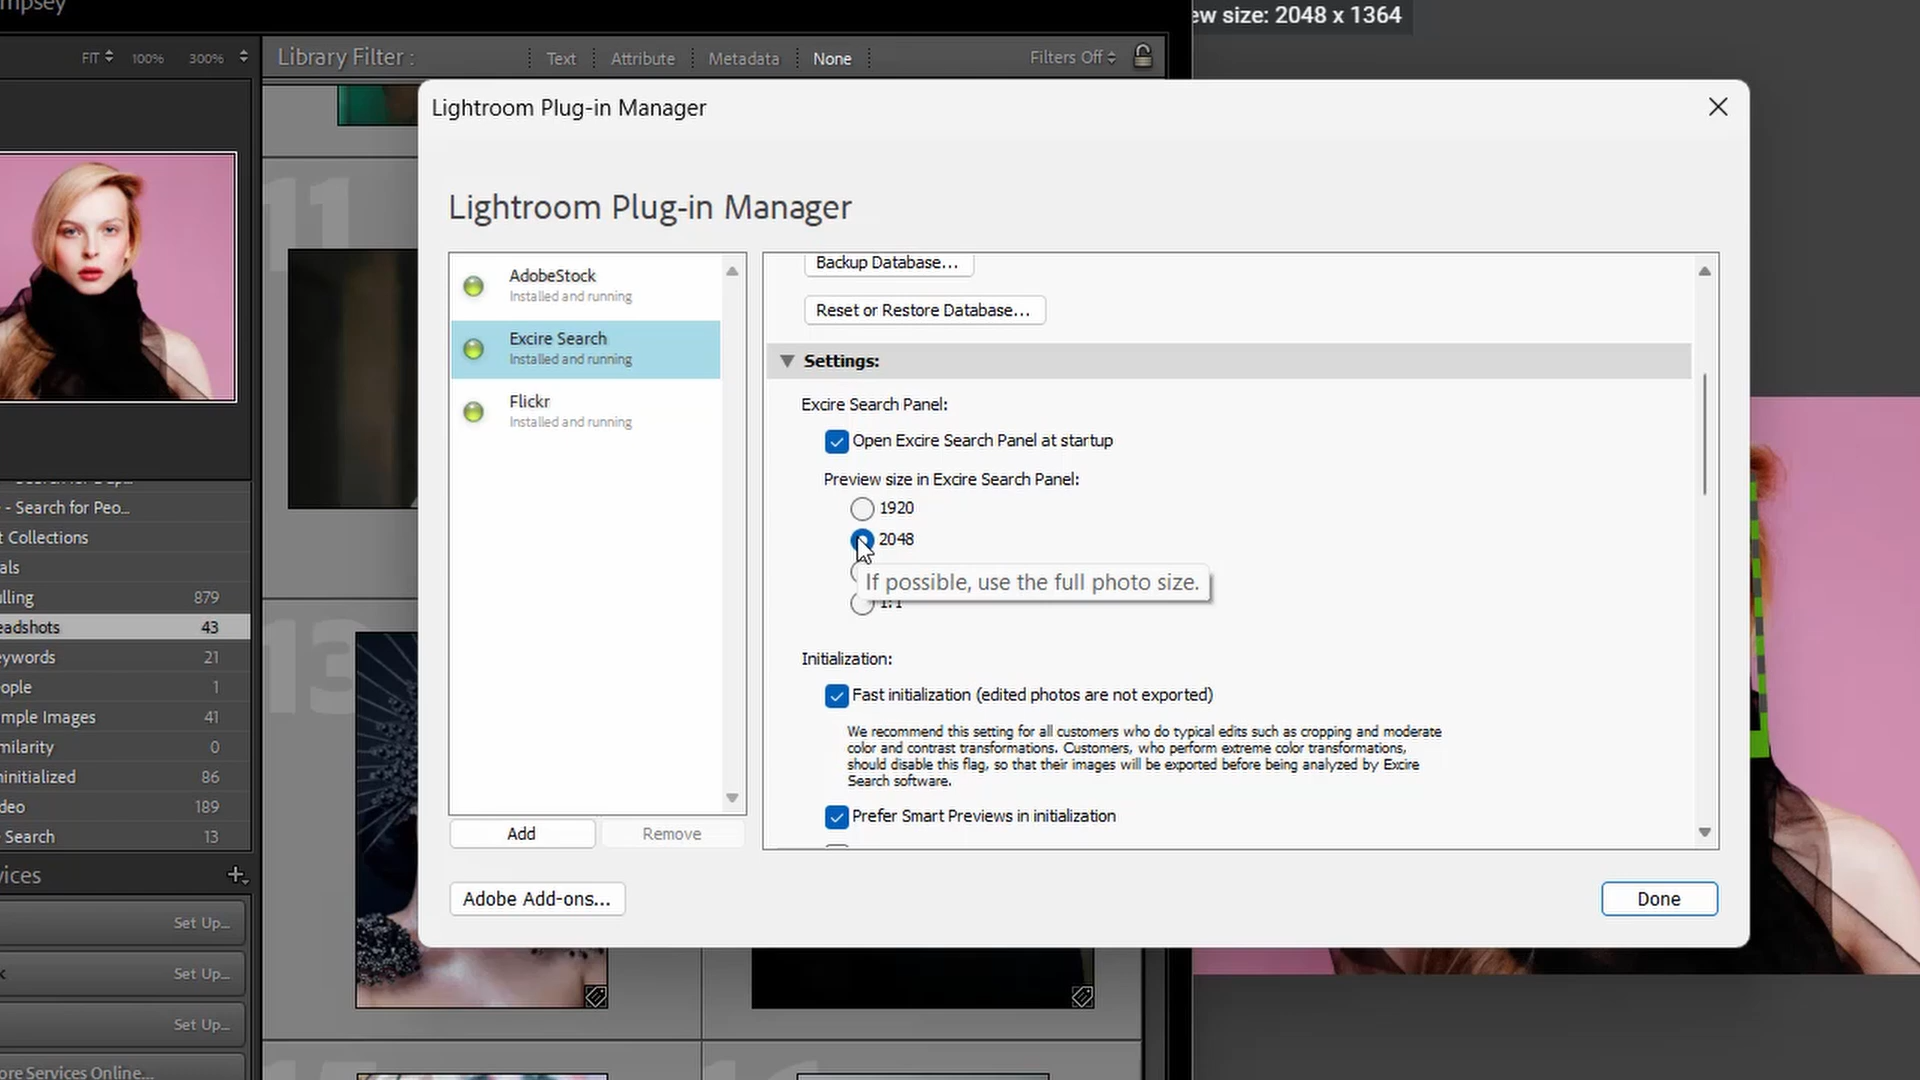 mpsey
ew size: 2048 x 1364
FIT 100% 300%
Library Filter :
Text Attribute Metadata None
Filters Off
Lightroom Plug-in Manager
Lightroom Plug-in Manager
AdobeStock
Installed and running
Excire Search
Installed and running
Flickr
Installed and running
Add
Remove
Adobe Add-ons...
Backup Database...
Reset or Restore Database...
Settings:
Excire Search Panel:
Open Excire Search Panel at startup
Preview size in Excire Search Panel:
1920
2048
If possible, use the full photo size.
1:1
Initialization:
Fast initialization (edited photos are not exported)
We recommend this setting for all customers who do typical edits such as cropping and moderate
color and contrast transformations. Customers, who perform extreme color transformations,
should disable this flag, so that their images will be exported before being analyzed by Excire
Search software.
Prefer Smart Previews in initialization
Done
- Search for Peo...
t Collections
als
ulling 879
eadshots 43
eywords 21
ople 1
mple Images 41
milarity 0
ninitialized 86
deo 189
Search 13
vices
Set Up...
k Set Up...
Set Up...
ore Services Online...
11
13